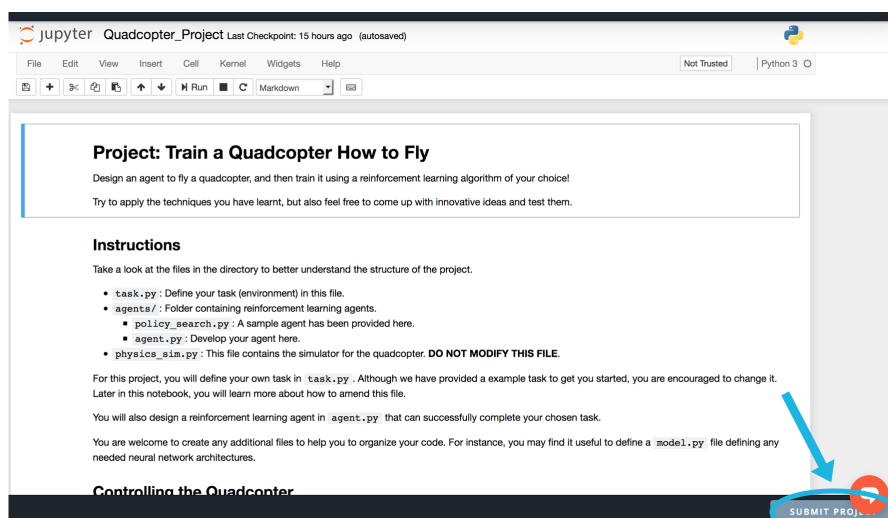 jupyter Quadcopter_Project Last Checkpoint: 15 hours ago (autosaved)
File Edit View Insert Cell Kernel Widgets Help Not Trusted Python 3
Run Markdown
Project: Train a Quadcopter How to Fly
Design an agent to fly a quadcopter, and then train it using a reinforcement learning algorithm of your choice!
Try to apply the techniques you have learnt, but also feel free to come up with innovative ideas and test them.
Instructions
Take a look at the files in the directory to better understand the structure of the project.
• task.py : Define your task (environment) in this file.
• agents/ : Folder containing reinforcement learning agents.
▪ policy_search.py : A sample agent has been provided here.
▪ agent.py : Develop your agent here.
• physics_sim.py : This file contains the simulator for the quadcopter. DO NOT MODIFY THIS FILE.
For this project, you will define your own task in task.py . Although we have provided a example task to get you started, you are encouraged to change it.
Later in this notebook, you will learn more about how to amend this file.
You will also design a reinforcement learning agent in agent.py that can successfully complete your chosen task.
You are welcome to create any additional files to help you to organize your code. For instance, you may find it useful to define a model.py file defining any
needed neural network architectures.
Controlling the Quadcopter
SUBMIT PROJECT